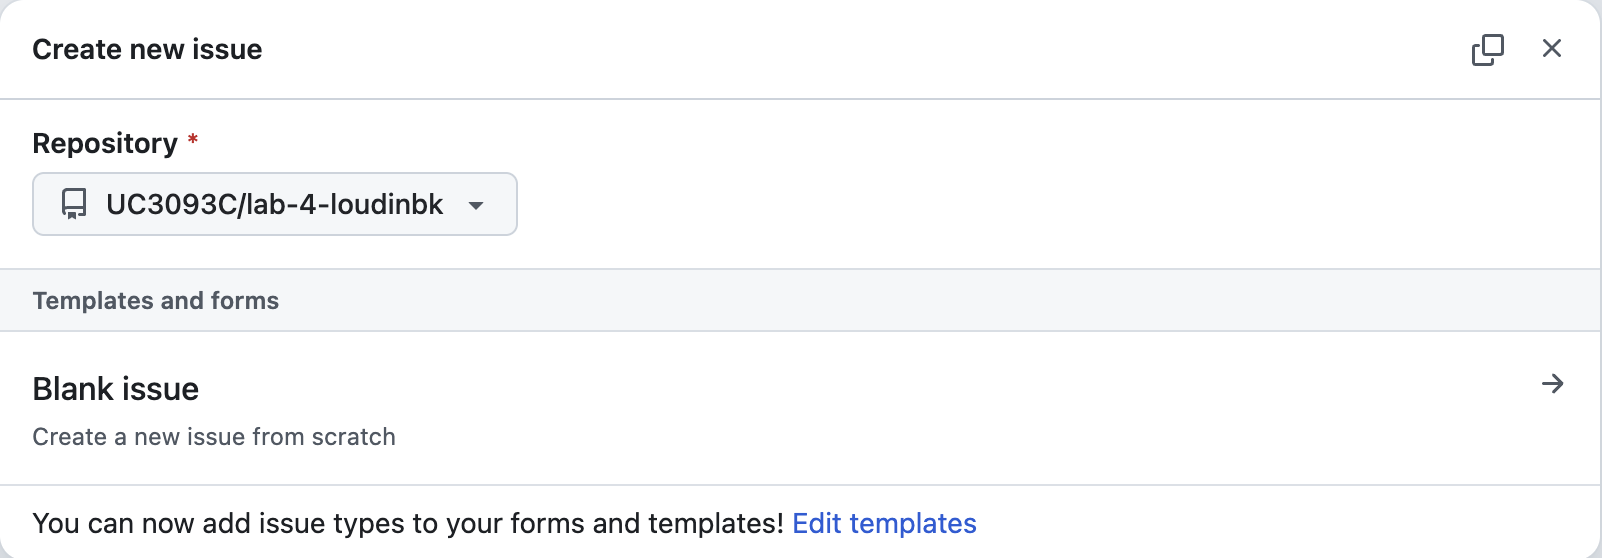 Create new issue
Repository *
UC3093C/lab-4-loudinbk
Templates and forms
Blank issue
Create a new issue from scratch
You can now add issue types to your forms and templates! Edit templates